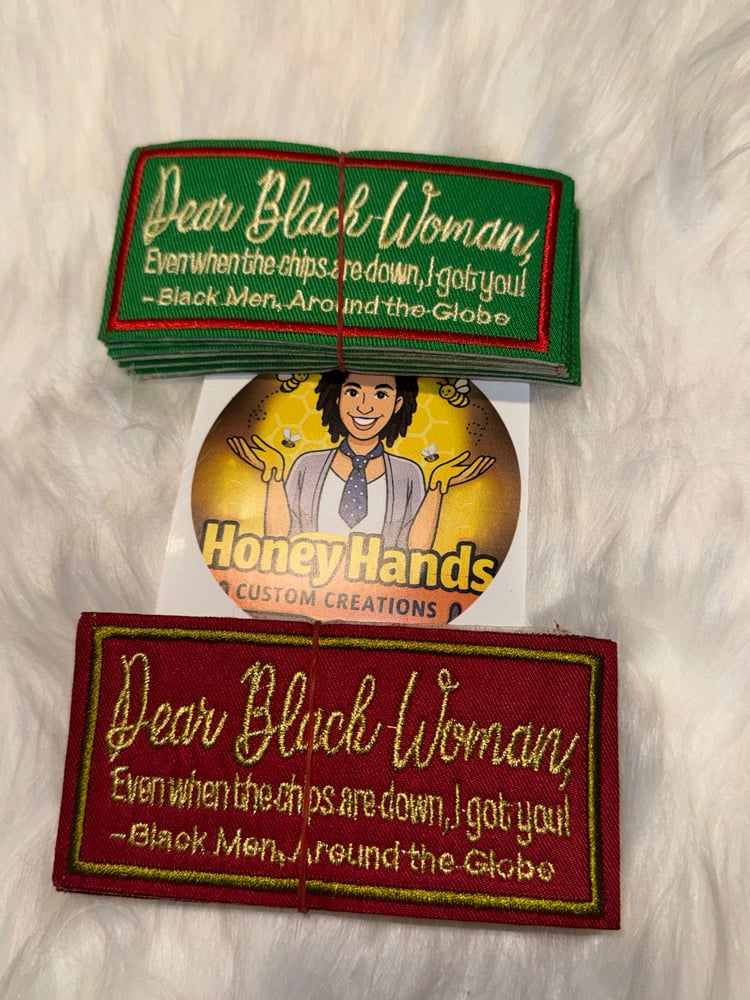 Dear Black Woman,
Even when the chips are down, I got you!
-Black Men, Around the Globe
Honey Hands
CUSTOM CREATIONS
Dear Black Woman,
Even when the chips are down, I got you!
-Black Men, Around the Globe